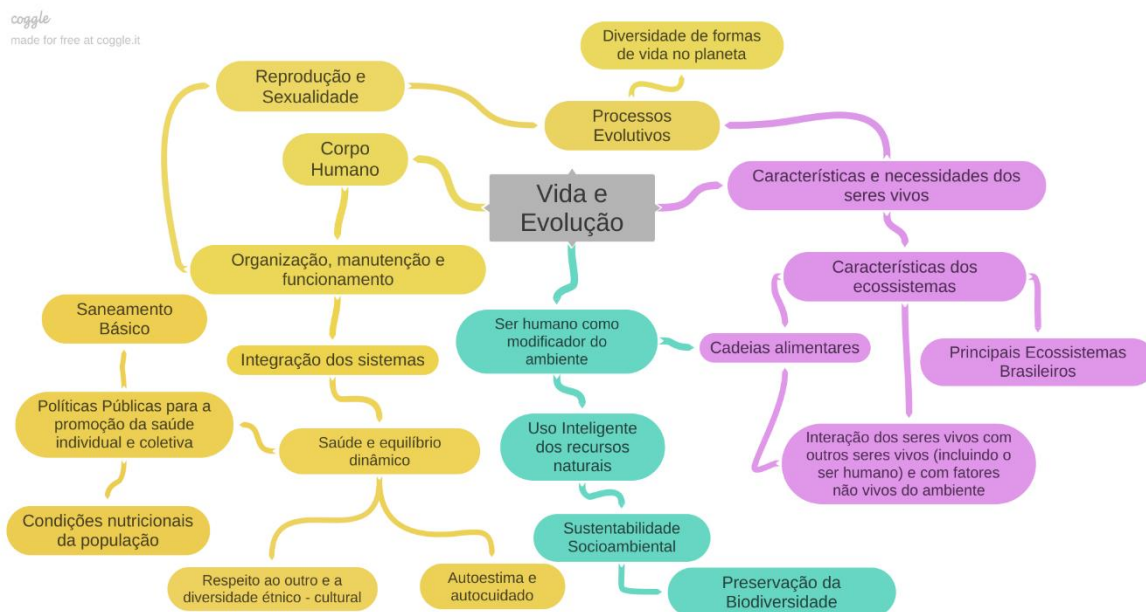 coggle
made for free at coggle.it
Diversidade de formas
de vida no planeta
Reprodução e
Sexualidade
Processos
Evolutivos
Corpo
Humano
Vida e
Evolução
Características e necessidades dos
seres vivos
Organização, manutenção e
funcionamento
Características dos
ecossistemas
Saneamento
Básico
Ser humano como
modificador do
ambiente
Cadeias alimentares
Integração dos sistemas
Principais Ecossistemas
Brasileiros
Políticas Públicas para a
promoção da saúde
individual e coletiva
Saúde e equilíbrio
dinâmico
Uso Inteligente
dos recursos
naturais
Interação dos seres vivos com
outros seres vivos (incluindo o
ser humano) e com fatores
não vivos do ambiente
Condições nutricionais
da população
Sustentabilidade
Socioambiental
Respeito ao outro e a
diversidade étnico - cultural
Autoestima e
autocuidado
Preservação da
Biodiversidade